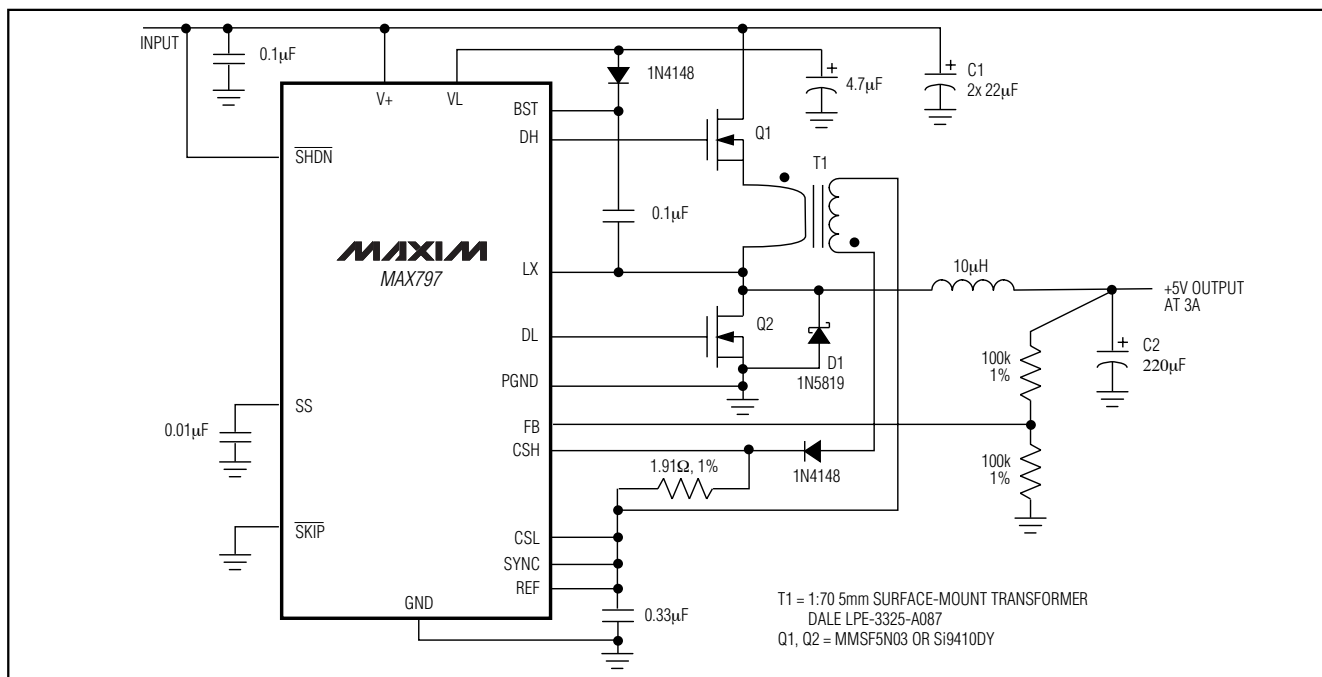 INPUT
0.1µF
1N4148
4.7µF
+
C1
2x 22µF
+
V+
VL
BST
DH
Q1
SHDN
T1
0.1µF
MAXIM
MAX797
LX
10µH
+5V OUTPUT
AT 3A
DL
Q2
D1
1N5819
100k
1%
+
C2
220µF
PGND
SS
0.01µF
FB
CSH
1.91Ω, 1%
1N4148
100k
1%
SKIP
CSL
SYNC
REF
GND
0.33µF
T1 = 1:70 5mm SURFACE-MOUNT TRANSFORMER
DALE LPE-3325-A087
Q1, Q2 = MMSF5N03 OR Si9410DY